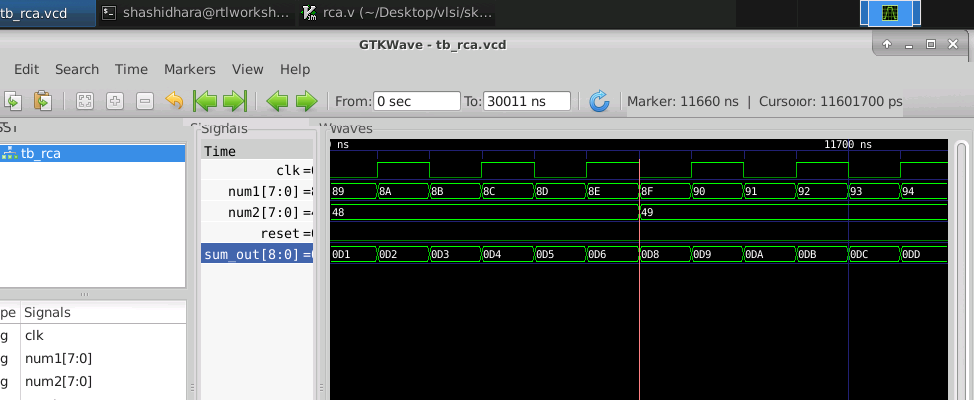 tb_rca.vcd shashidhara@rtlworksh... rca.v (~/Desktop/vlsi/sk...
GTKWave - tb_rca.vcd
Edit Search Time Markers View Help
From: 0 sec To: 30011 ns Marker: 11660 ns | Cursor: 11601700 ps
SST Signals Waves
tb_rca Time ns 11700 ns
clk =
num1[7:0] = 89 8A 8B 8C 8D 8E 8F 90 91 92 93 94
num2[7:0] = 48 49
reset =
sum_out[8:0] = 0D1 0D2 0D3 0D4 0D5 0D6 0D8 0D9 0DA 0DB 0DC 0DD
pe Signals
g clk
g num1[7:0]
g num2[7:0]